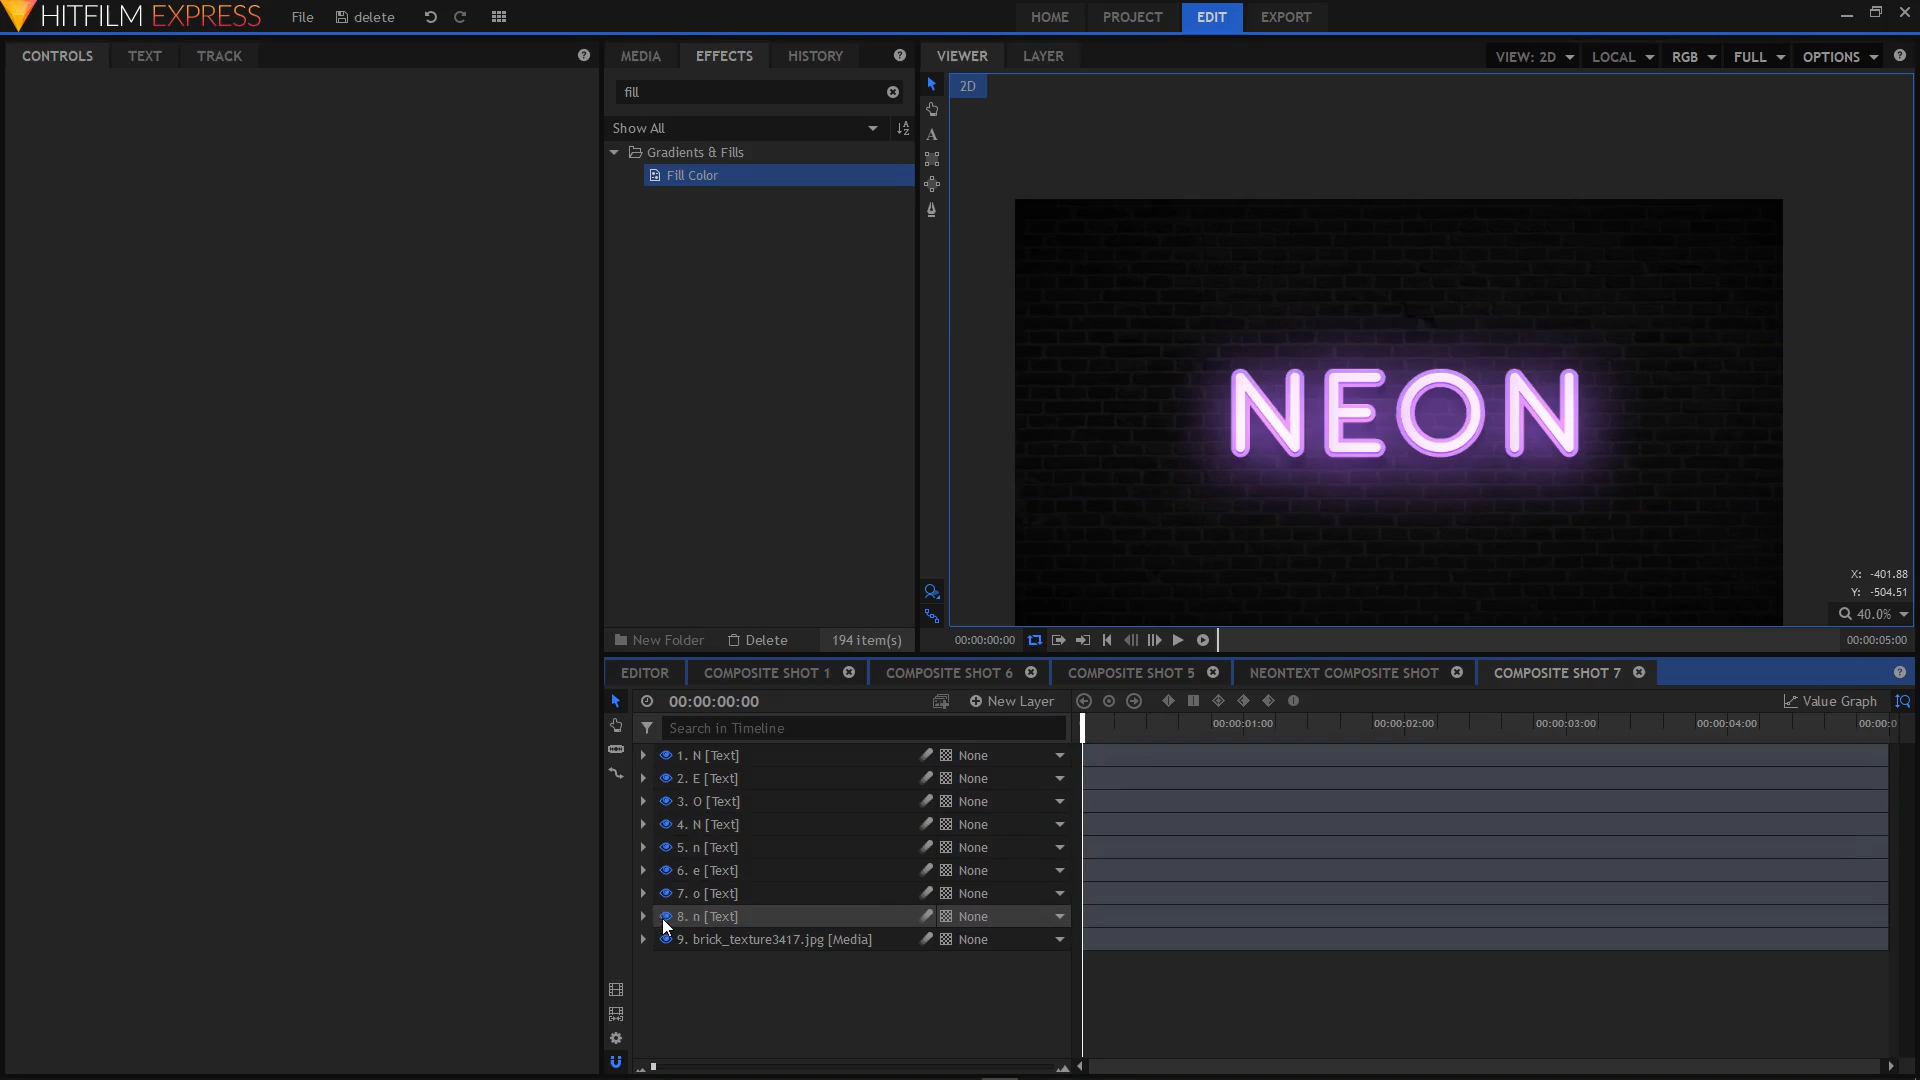 HITFILM EXPRESS
File
delete
HOME
PROJECT
EDIT
EXPORT
CONTROLS
TEXT
TRACK
MEDIA
EFFECTS
HISTORY
VIEWER
LAYER
VIEW: 2D
LOCAL
RGB
FULL
OPTIONS
fill
2D
Show All
Gradients & Fills
Fill Color
NEON
X: -401.88
Y: -504.51
40.0%
New Folder
Delete
194 item(s)
00:00:00:00
00:00:05:00
EDITOR
COMPOSITE SHOT 1
COMPOSITE SHOT 6
COMPOSITE SHOT 5
NEONTEXT COMPOSITE SHOT
COMPOSITE SHOT 7
00:00:00:00
New Layer
Value Graph
Search in Timeline
00:00:01:00
00:00:02:00
00:00:03:00
00:00:04:00
00:00:0
1. N [Text] None
2. E [Text] None
3. O [Text] None
4. N [Text] None
5. n [Text] None
6. e [Text] None
7. o [Text] None
8. n [Text] None
9. brick_texture3417.jpg [Media] None